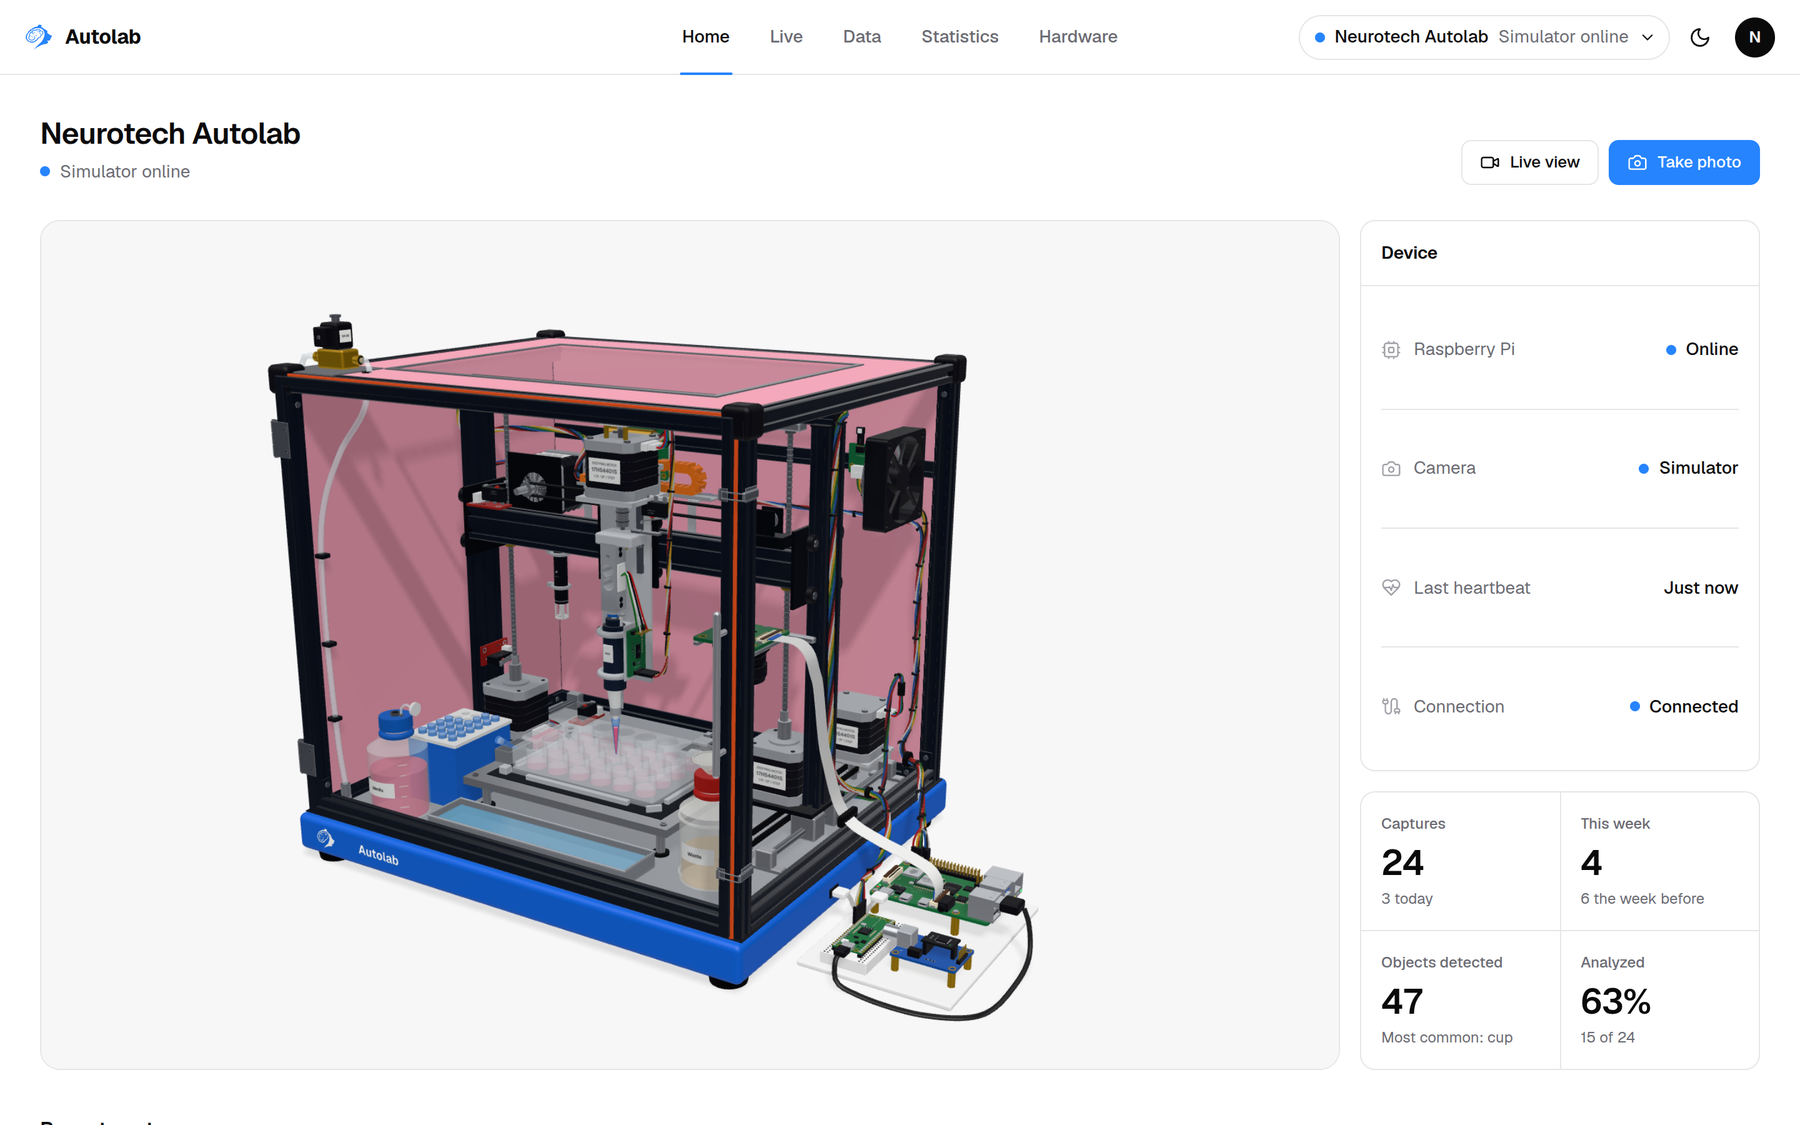 Autolab
Home
Live
Data
Statistics
Hardware
Neurotech Autolab Simulator online
N
Neurotech Autolab
Simulator online
Live view
Take photo
Device
Raspberry Pi
Online
Camera
Simulator
Last heartbeat
Just now
Connection
Connected
Captures
24
3 today
This week
4
6 the week before
Objects detected
47
Most common: cup
Analyzed
63%
15 of 24
Media
Waste
Autolab